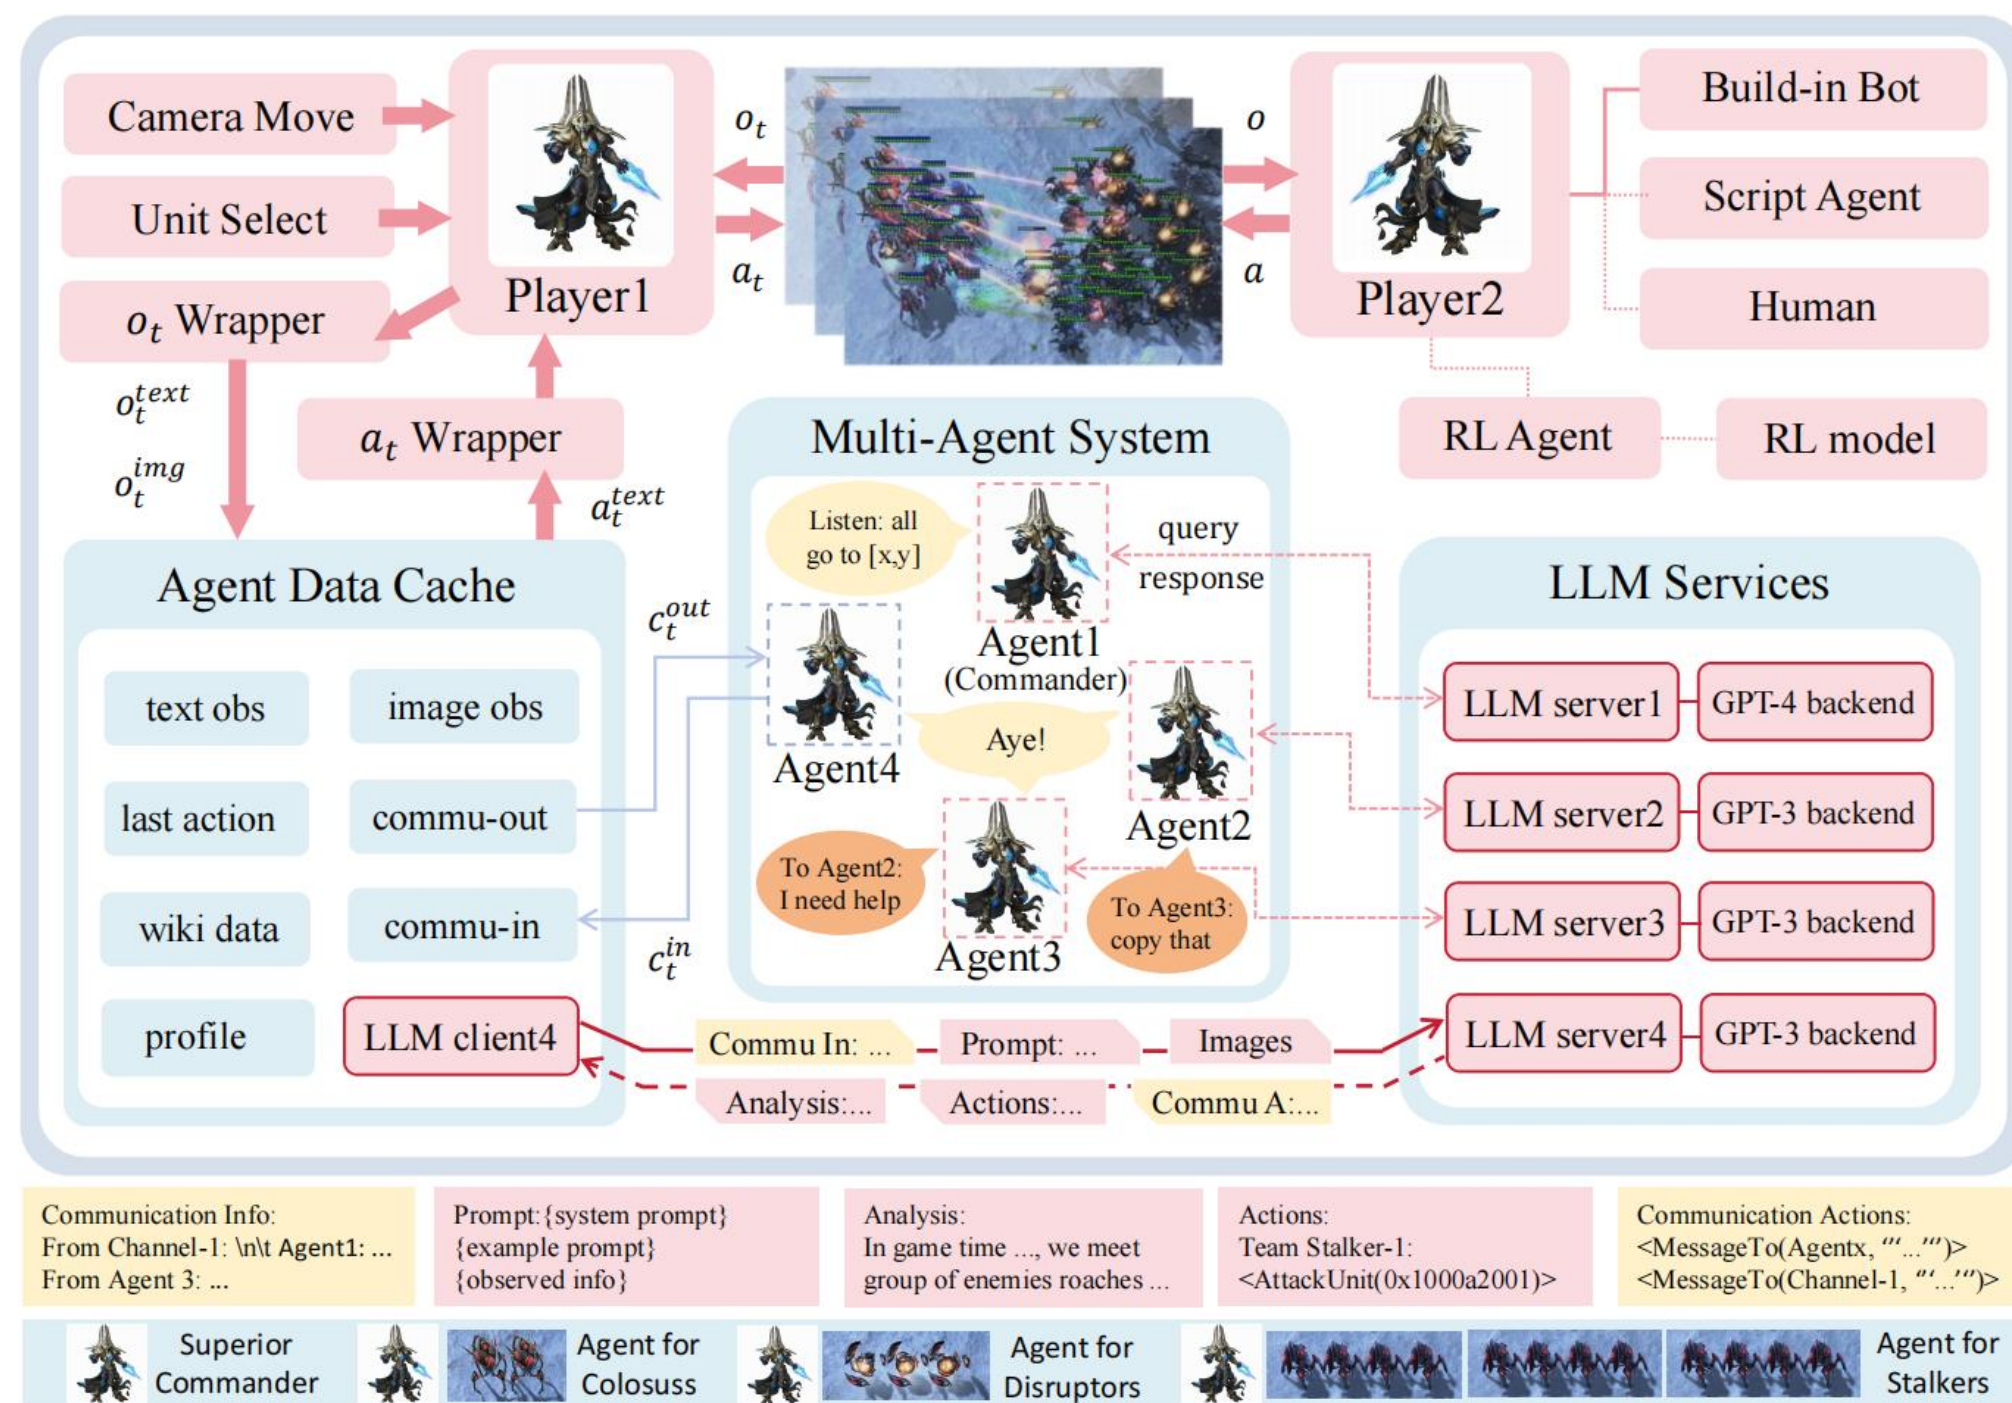 Camera Move
Unit Select
Player1
o_t
a_t
o
a
Player2
Build-in Bot
Script Agent
Human
o_t Wrapper
o_t^{text}
o_t^{img}
a_t Wrapper
a_t^{text}
RL Agent
RL model
Multi-Agent System
Listen: all
go to [x,y]
Agent1
(Commander)
query
response
Agent4
Aye!
Agent2
To Agent2:
I need help
Agent3
To Agent3:
copy that
Agent Data Cache
text obs
image obs
last action
commu-out
wiki data
commu-in
profile
LLM client4
c_t^{out}
c_t^{in}
LLM Services
LLM server1
GPT-4 backend
LLM server2
GPT-3 backend
LLM server3
GPT-3 backend
LLM server4
GPT-3 backend
Commu In: ...
Prompt: ...
Images
Analysis:...
Actions:...
Commu A:...
Communication Info:
From Channel-1: \n\t Agent1: ...
From Agent 3: ...
Prompt:{system prompt}
{example prompt}
{observed info}
Analysis:
In game time ..., we meet
group of enemies roaches ...
Actions:
Team Stalker-1:
<AttackUnit(0x1000a2001)>
Communication Actions:
<MessageTo(Agentx, ‘’‘...’‘’)>
<MessageTo(Channel-1, ‘’‘...’‘’)>
Superior
Commander
Agent for
Colosuss
Agent for
Disruptors
Agent for
Stalkers